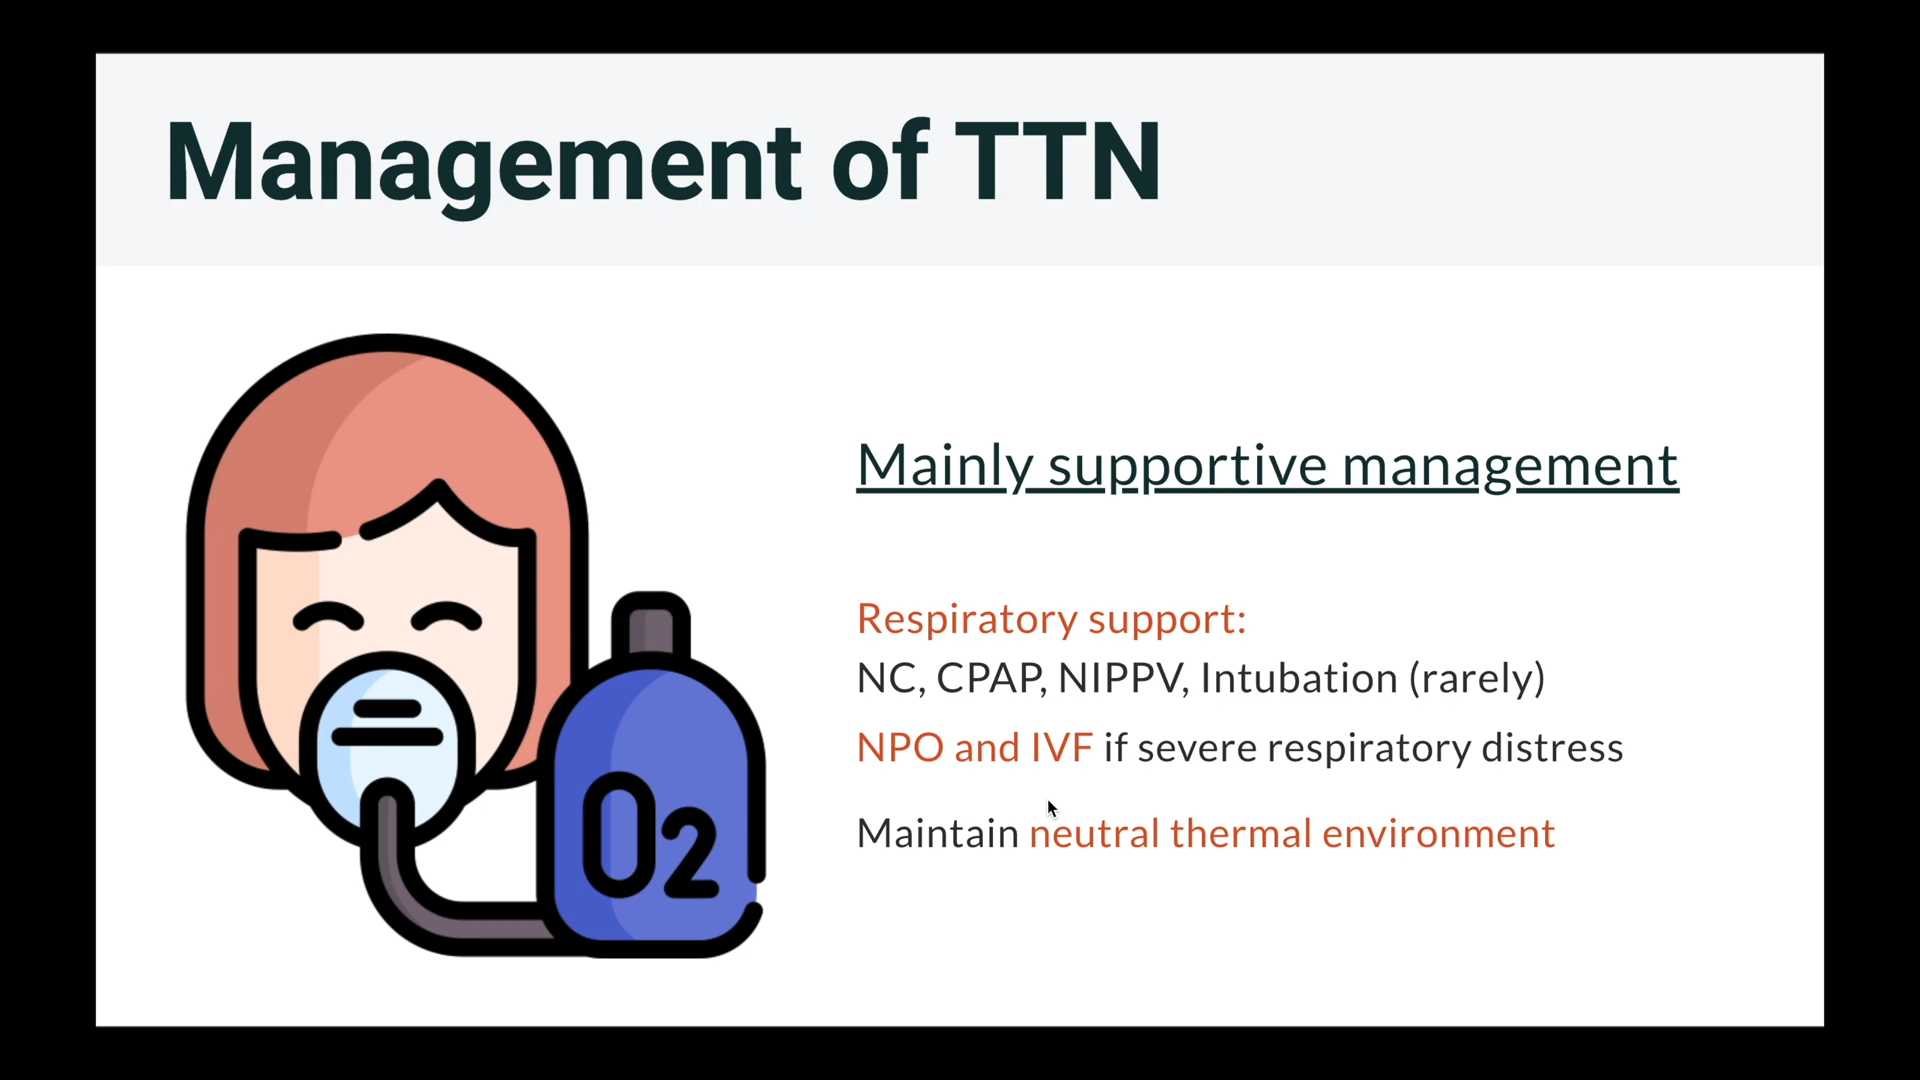 Management of TTN
Mainly supportive management
Respiratory support:
NC, CPAP, NIPPV, Intubation (rarely)
NPO and IVF if severe respiratory distress
Maintain neutral thermal environment
O2